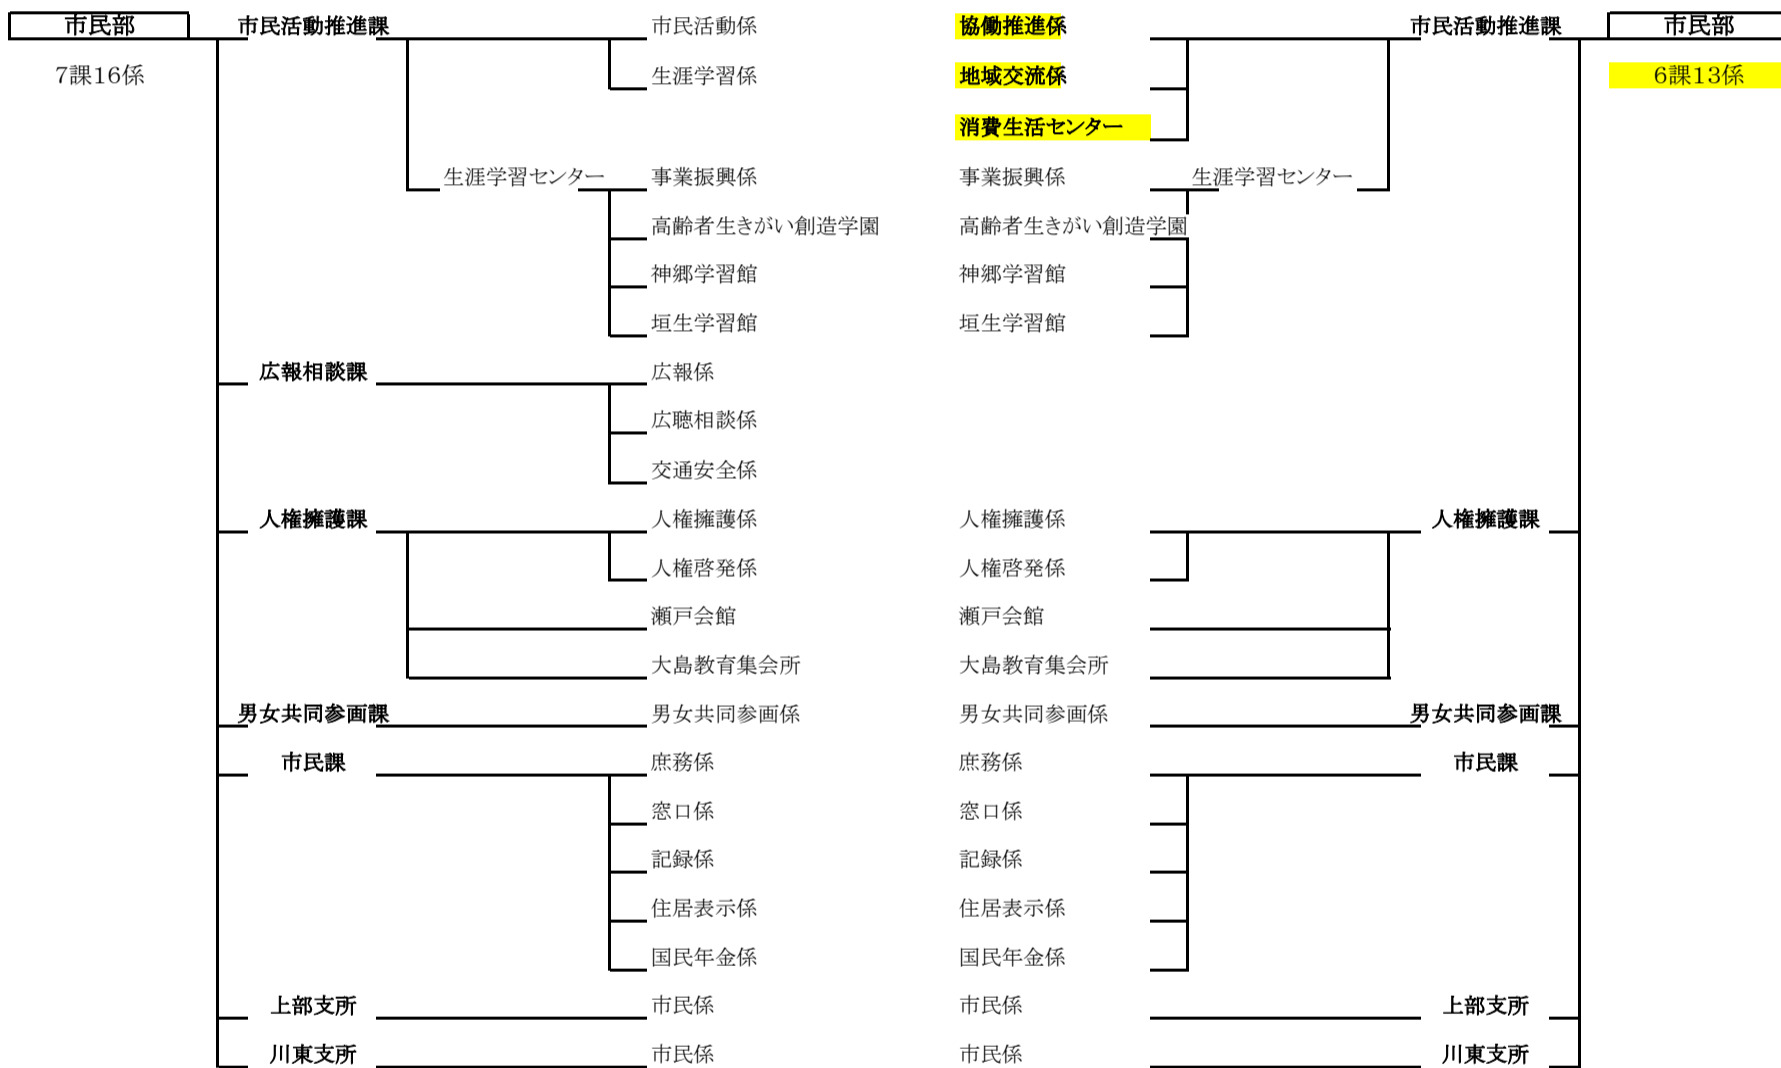 市民部 市民活動推進課 市民活動係 協働推進係 市民活動推進課 市民部
7課16係 生涯学習係 地域交流係 6課13係
消費生活センター
生涯学習センター 事業振興係 事業振興係 生涯学習センター
高齢者生きがい創造学園 高齢者生きがい創造学園
神郷学習館 神郷学習館
垣生学習館 垣生学習館
広報相談課 広報係
広聴相談係
交通安全係
人権擁護課 人権擁護係 人権擁護係 人権擁護課
人権啓発係 人権啓発係
瀬戸会館 瀬戸会館
大島教育集会所 大島教育集会所
男女共同参画課 男女共同参画係 男女共同参画係 男女共同参画課
市民課 庶務係 庶務係 市民課
窓口係 窓口係
記録係 記録係
住居表示係 住居表示係
国民年金係 国民年金係
上部支所 市民係 市民係 上部支所
川東支所 市民係 市民係 川東支所